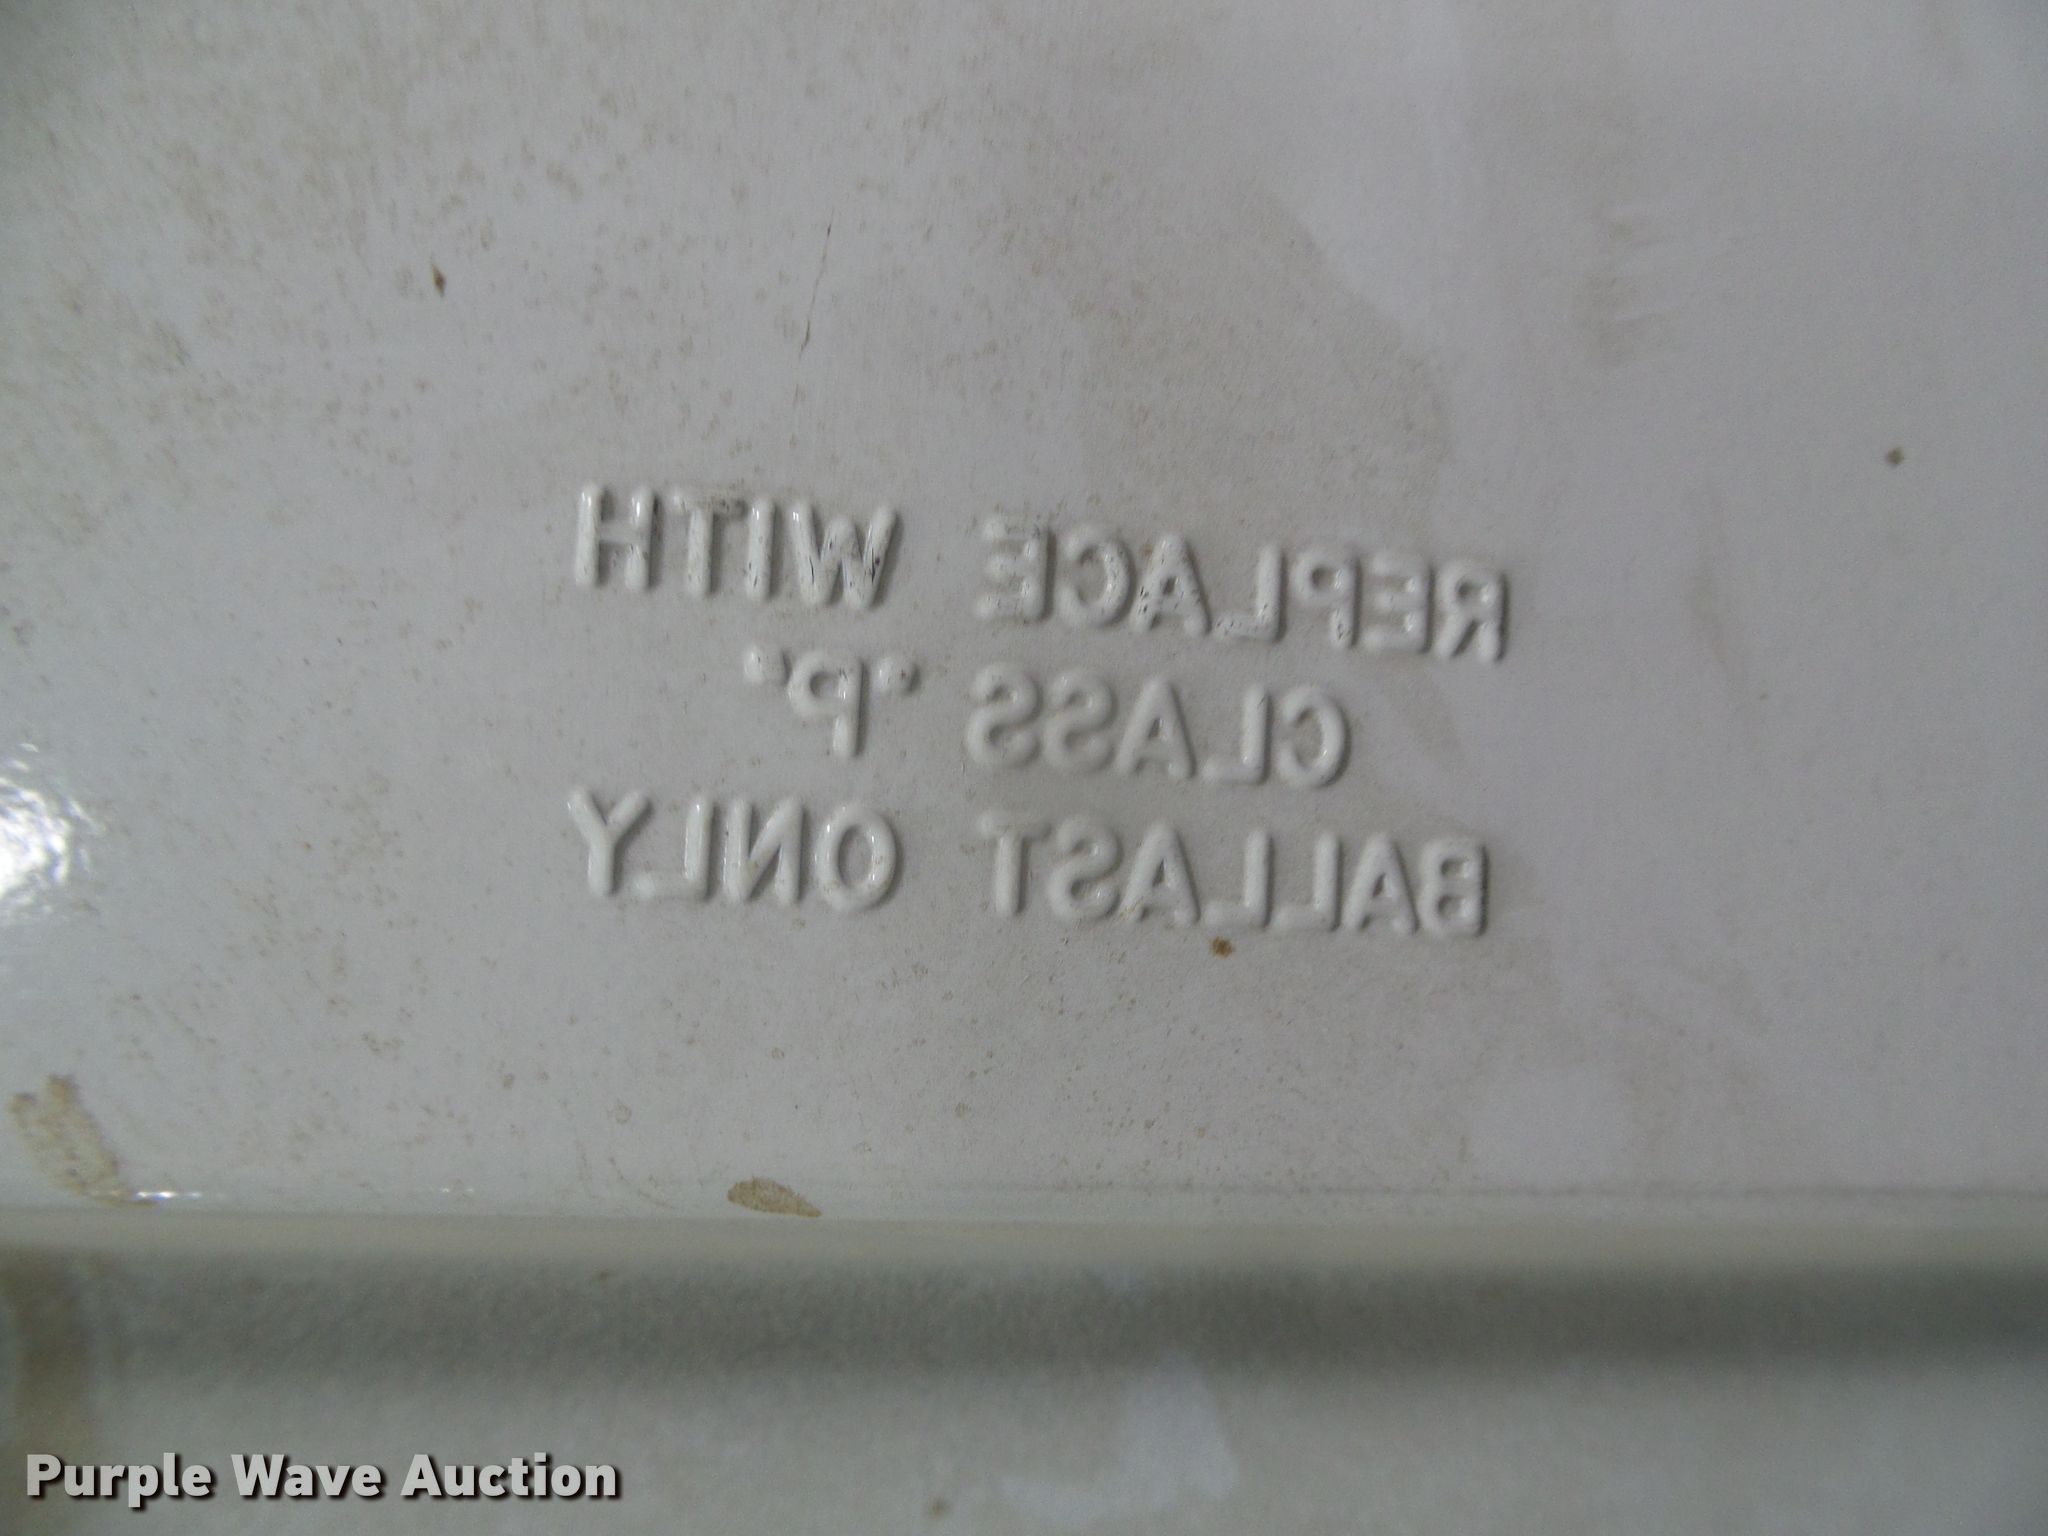 REPLACE WITH
CLASS "P"
BALLAST ONLY
Purple Wave Auction